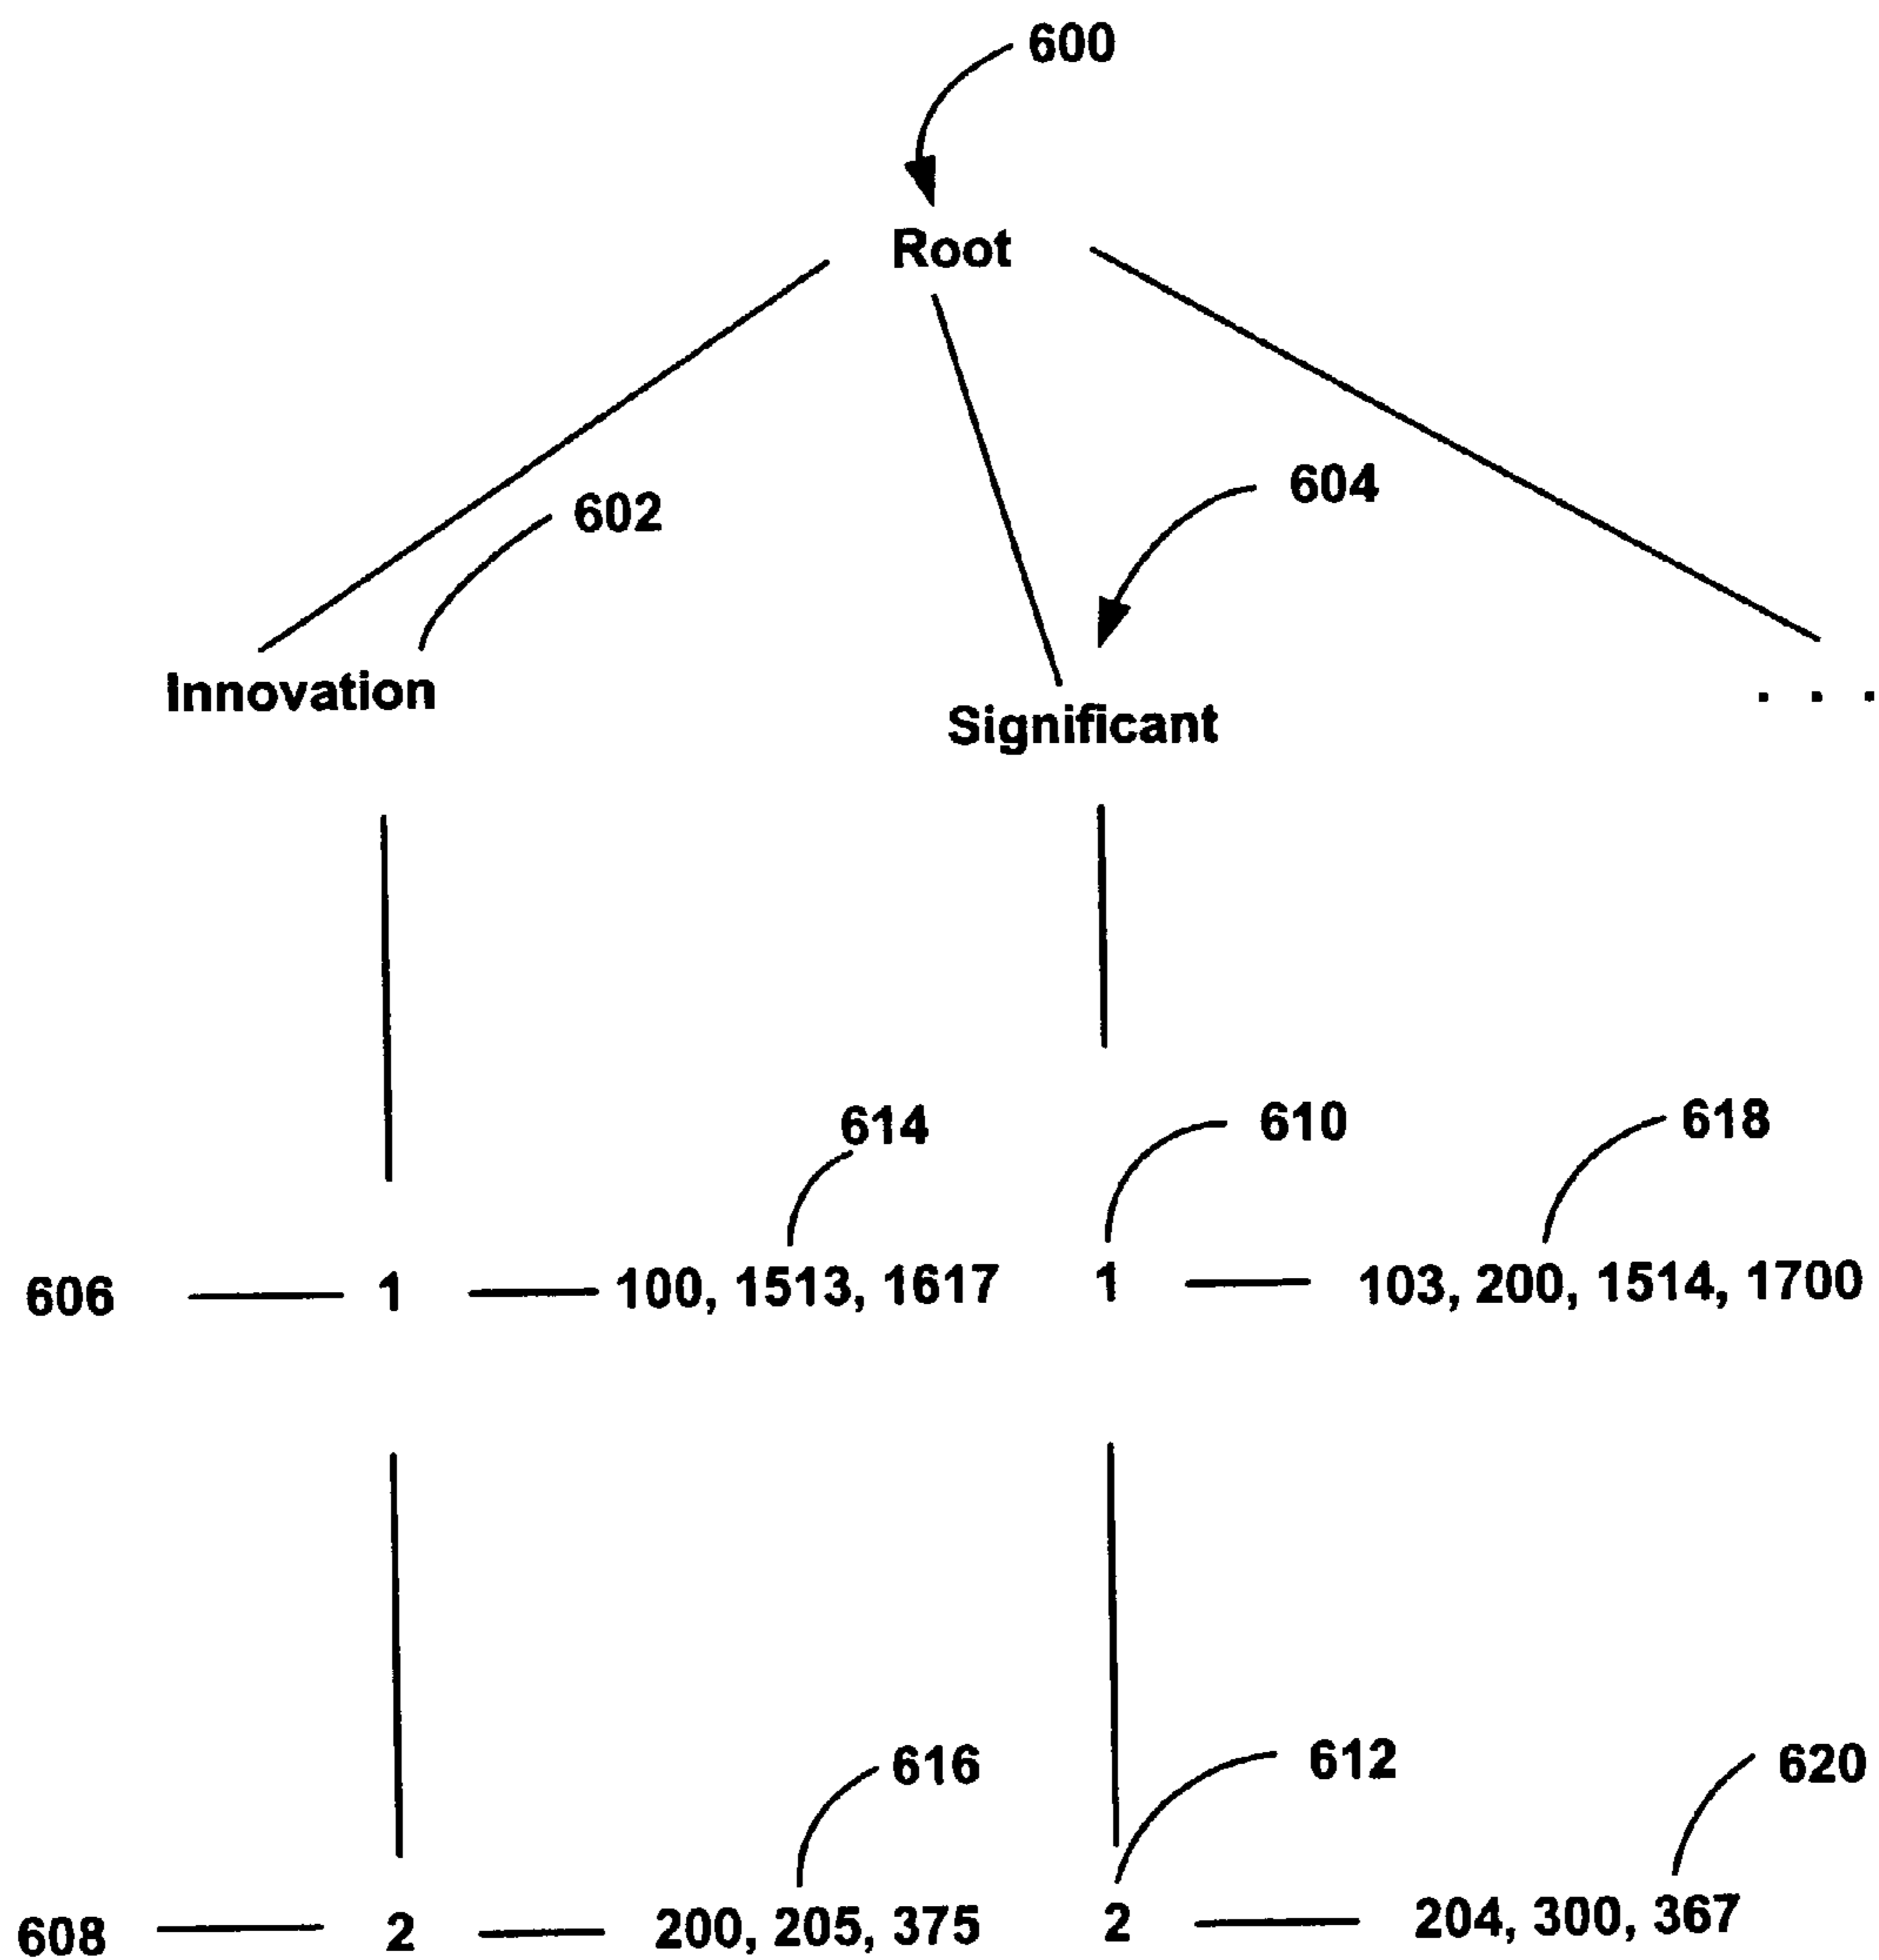 600
Root
604
602
Innovation
Significant
. . .
614
610
618
606 1 100, 1513, 1617 1 103, 200, 1514, 1700
616
612
620
608 2 200, 205, 375 2 204, 300, 367